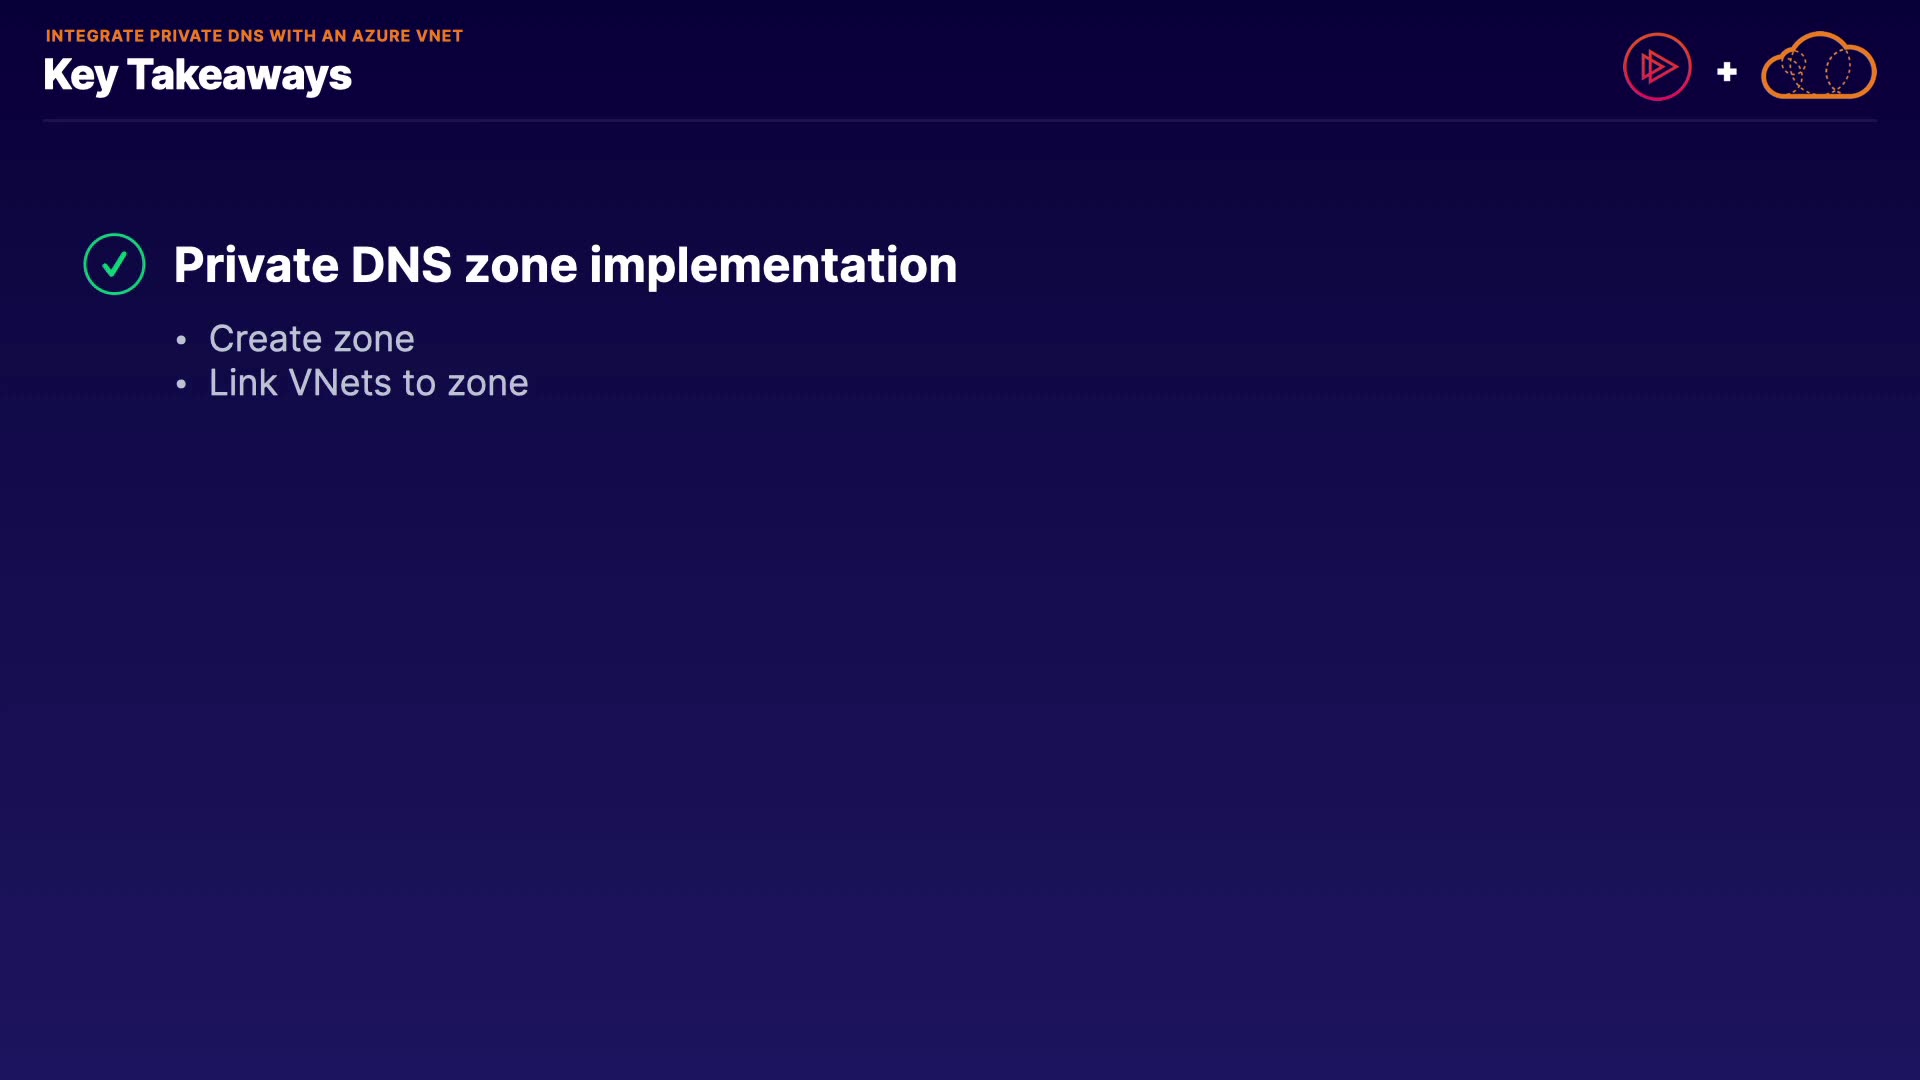 INTEGRATE PRIVATE DNS WITH AN AZURE VNET
Key Takeaways
+
Private DNS zone implementation
• Create zone
• Link VNets to zone